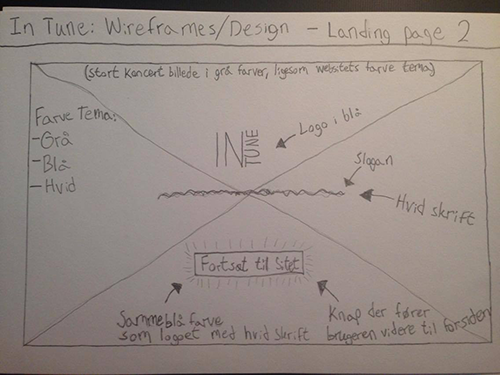 In Tune: Wireframes/Design - Landing page 2
(Stort koncert billede i grå farver, ligesom websitets farve tema)
Farve Tema:
-Grå
-Blå
-Hvid
IN TUNE
Logo i blå
Slogan
Hvid skrift
Fortsæt til sitet
Samme blå farve
som logoet med hvid skrift
Knap der fører
brugeren videre til forsiden